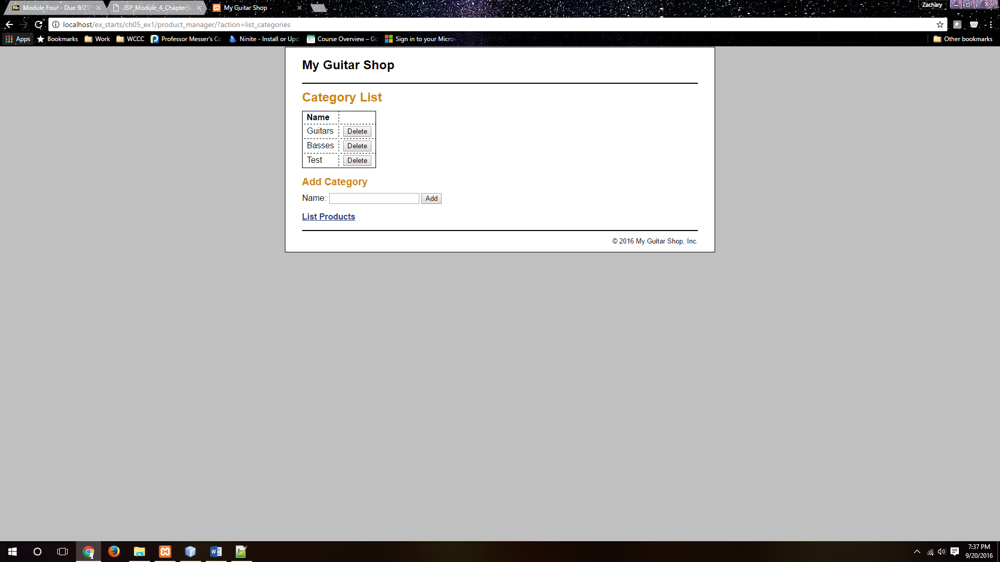 Bb Module Four - Due 9/25
JSP_Module_4_Chapter5
My Guitar Shop
Zachary
localhost/ex_starts/ch05_ex1/product_manager/?action=list_categories
Apps Bookmarks Work WCCC Professor Messer's Co Ninite - Install or Upd Course Overview – Go Sign in to your Micros Other bookmarks
My Guitar Shop
Category List
Name
Guitars Delete
Basses Delete
Test Delete
Add Category
Name: Add
List Products
© 2016 My Guitar Shop, Inc.
7:37 PM
9/20/2016